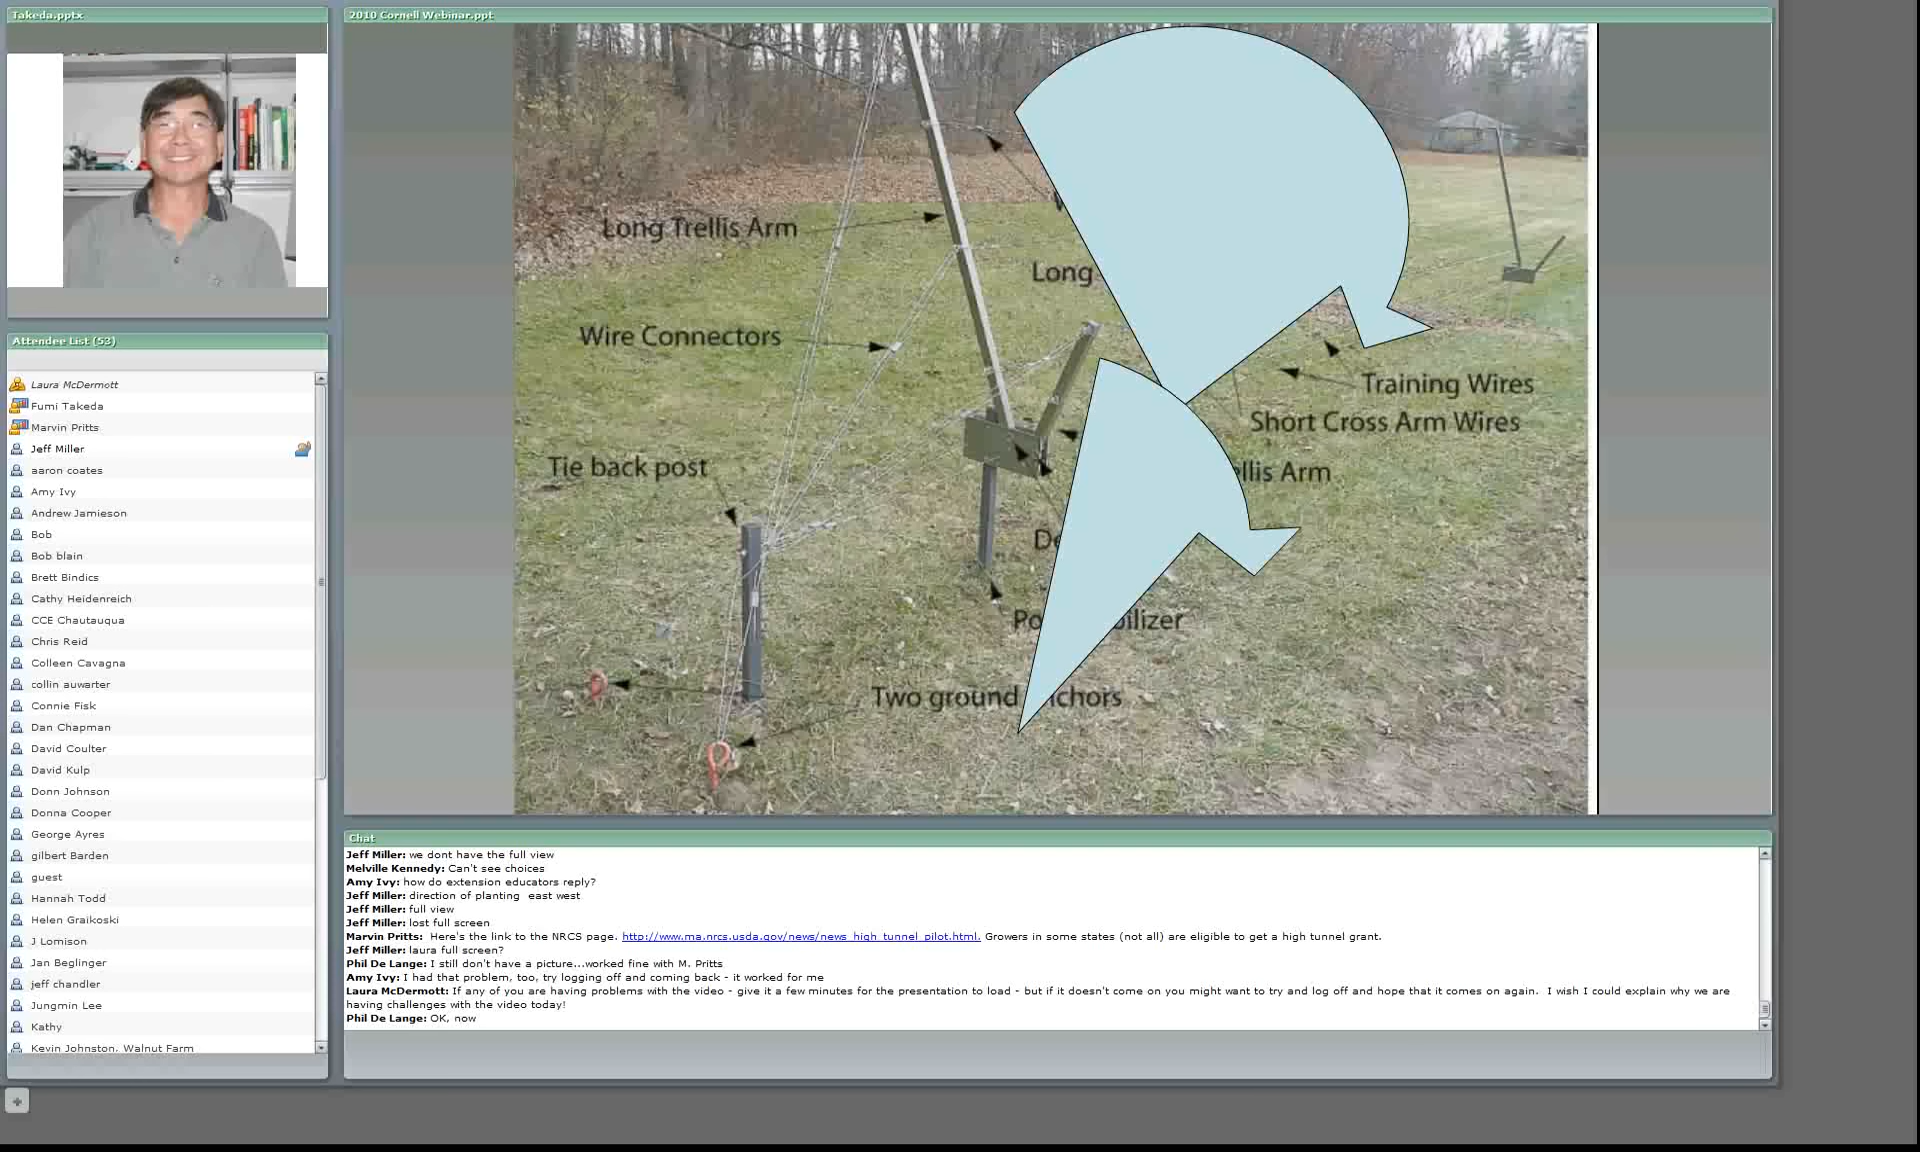 Takeda.pptx
2010 Cornell Webinar.ppt
Long Trellis Arm
Long
Wire Connectors
Training Wires
Short Cross Arm Wires
Tie back post
ellis Arm
De
Po bilizer
Two ground nchors
Attendee List (53)
Laura McDermott
Fumi Takeda
Marvin Pritts
Jeff Miller
aaron coates
Amy Ivy
Andrew Jamieson
Bob
Bob blain
Brett Bindics
Cathy Heidenreich
CCE Chautauqua
Chris Reid
Colleen Cavagna
collin auwarter
Connie Fisk
Dan Chapman
David Coulter
David Kulp
Donn Johnson
Donna Cooper
George Ayres
gilbert Barden
guest
Hannah Todd
Helen Graikoski
J Lomison
Jan Beglinger
jeff chandler
Jungmin Lee
Kathy
Kevin Johnston, Walnut Farm
Chat
Jeff Miller: we dont have the full view
Melville Kennedy: Can't see choices
Amy Ivy: how do extension educators reply?
Jeff Miller: direction of planting east west
Jeff Miller: full view
Jeff Miller: lost full screen
Marvin Pritts: Here's the link to the NRCS page. http://www.ma.nrcs.usda.gov/news/news_high_tunnel_pilot.html. Growers in some states (not all) are eligible to get a high tunnel grant.
Jeff Miller: laura full screen?
Phil De Lange: I still don't have a picture...worked fine with M. Pritts
Amy Ivy: I had that problem, too, try logging off and coming back - it worked for me
Laura McDermott: If any of you are having problems with the video - give it a few minutes for the presentation to load - but if it doesn't come on you might want to try and log off and hope that it comes on again. I wish I could explain why we are
having challenges with the video today!
Phil De Lange: OK, now